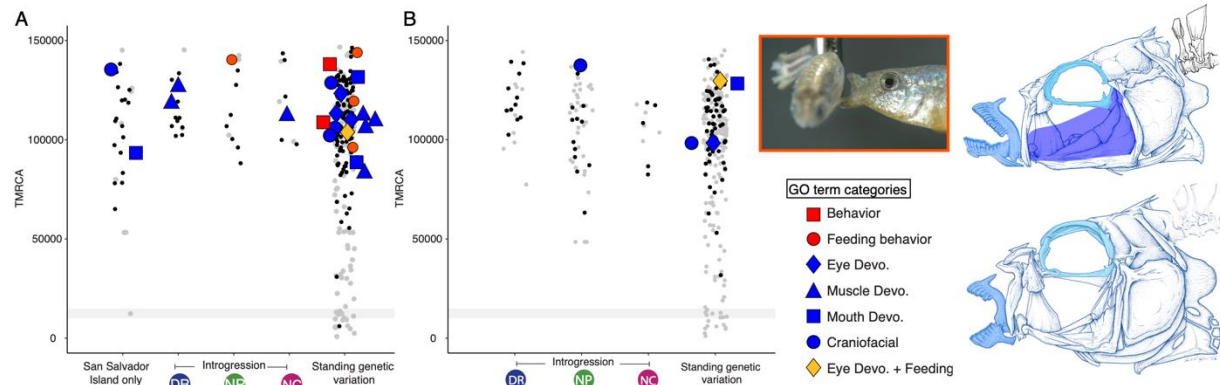 A
B
TMRCA
150000
100000
50000
0
San Salvador
Island only
Introgression
DR
NP
NC
Standing genetic
variation
TMRCA
150000
100000
50000
0
Introgression
DR
NP
NC
Standing genetic
variation
GO term categories
Behavior
Feeding behavior
Eye Devo.
Muscle Devo.
Mouth Devo.
Craniofacial
Eye Devo. + Feeding